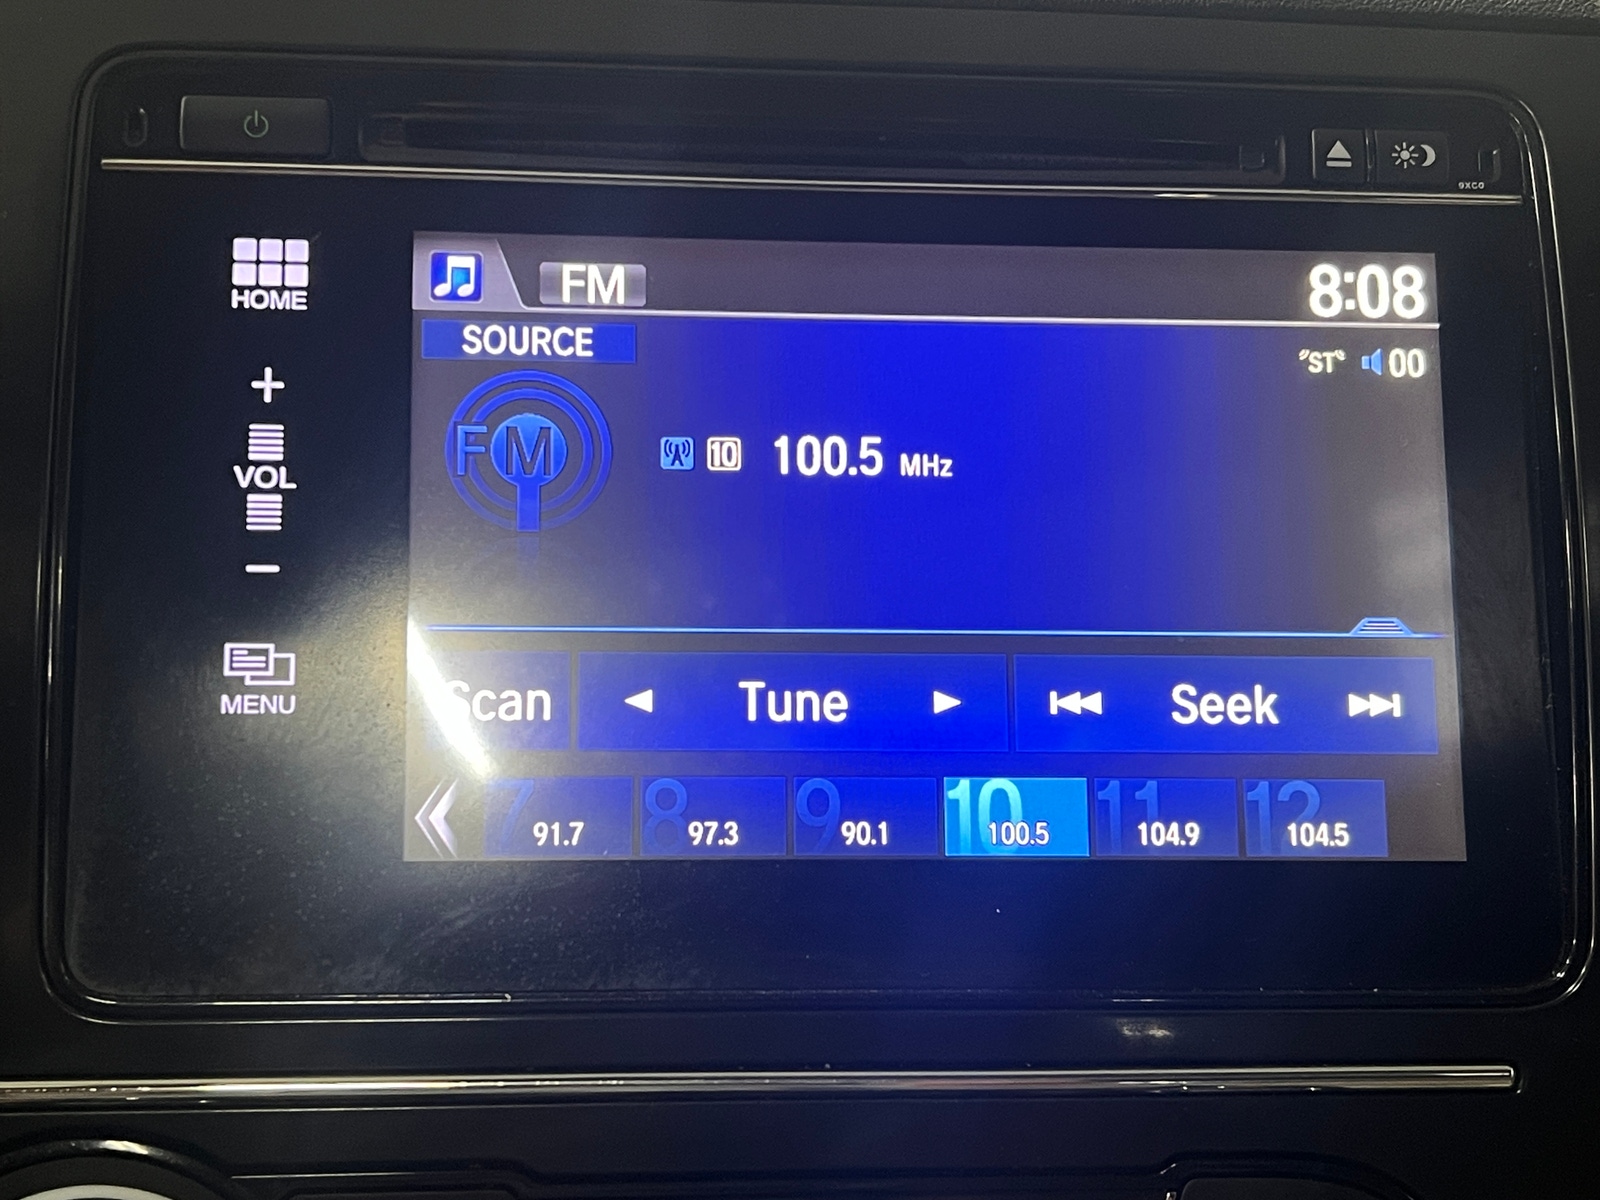 9XC0
HOME
FM
8:08
SOURCE
"ST" 00
FM
10 100.5 MHz
VOL
MENU
Scan
Tune
Seek
7 91.7
8 97.3
9 90.1
10 100.5
11 104.9
12 104.5